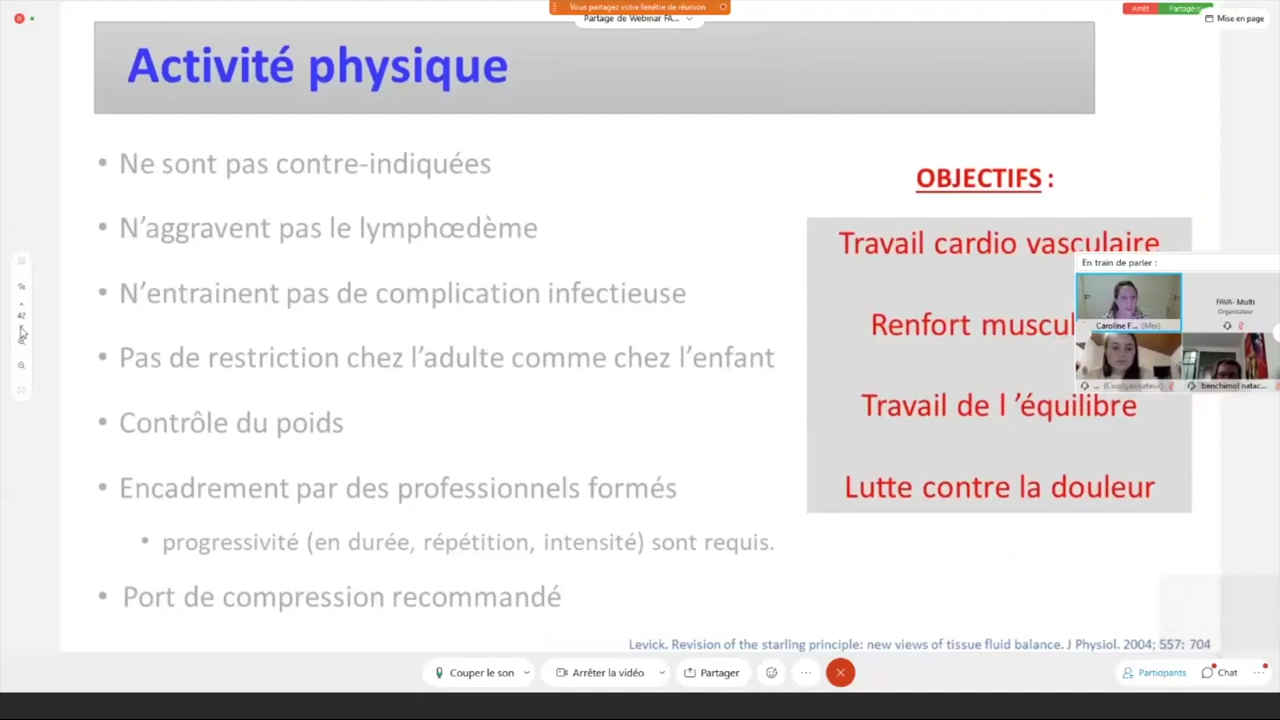 Vous partagez votre fenêtre de réunion
Partage de Webinar FA...
Arrêt
Mise en page
Activité physique
• Ne sont pas contre-indiquées
• N’aggravent pas le lymphœdème
• N’entrainent pas de complication infectieuse
• Pas de restriction chez l’adulte comme chez l’enfant
• Contrôle du poids
• Encadrement par des professionnels formés
• progressivité (en durée, répétition, intensité) sont requis.
• Port de compression recommandé
OBJECTIFS :
Travail cardio vasculaire
Renfort muscul
Travail de l ’équilibre
Lutte contre la douleur
En train de parler :
Caroline F... (Moi)
FAVA- Multi
Organisateur
... (Coorganisateur)
benchimol natac...
42
Levick. Revision of the starling principle: new views of tissue fluid balance. J Physiol. 2004; 557: 704
Couper le son
Arrêter la vidéo
Partager
Participants
Chat